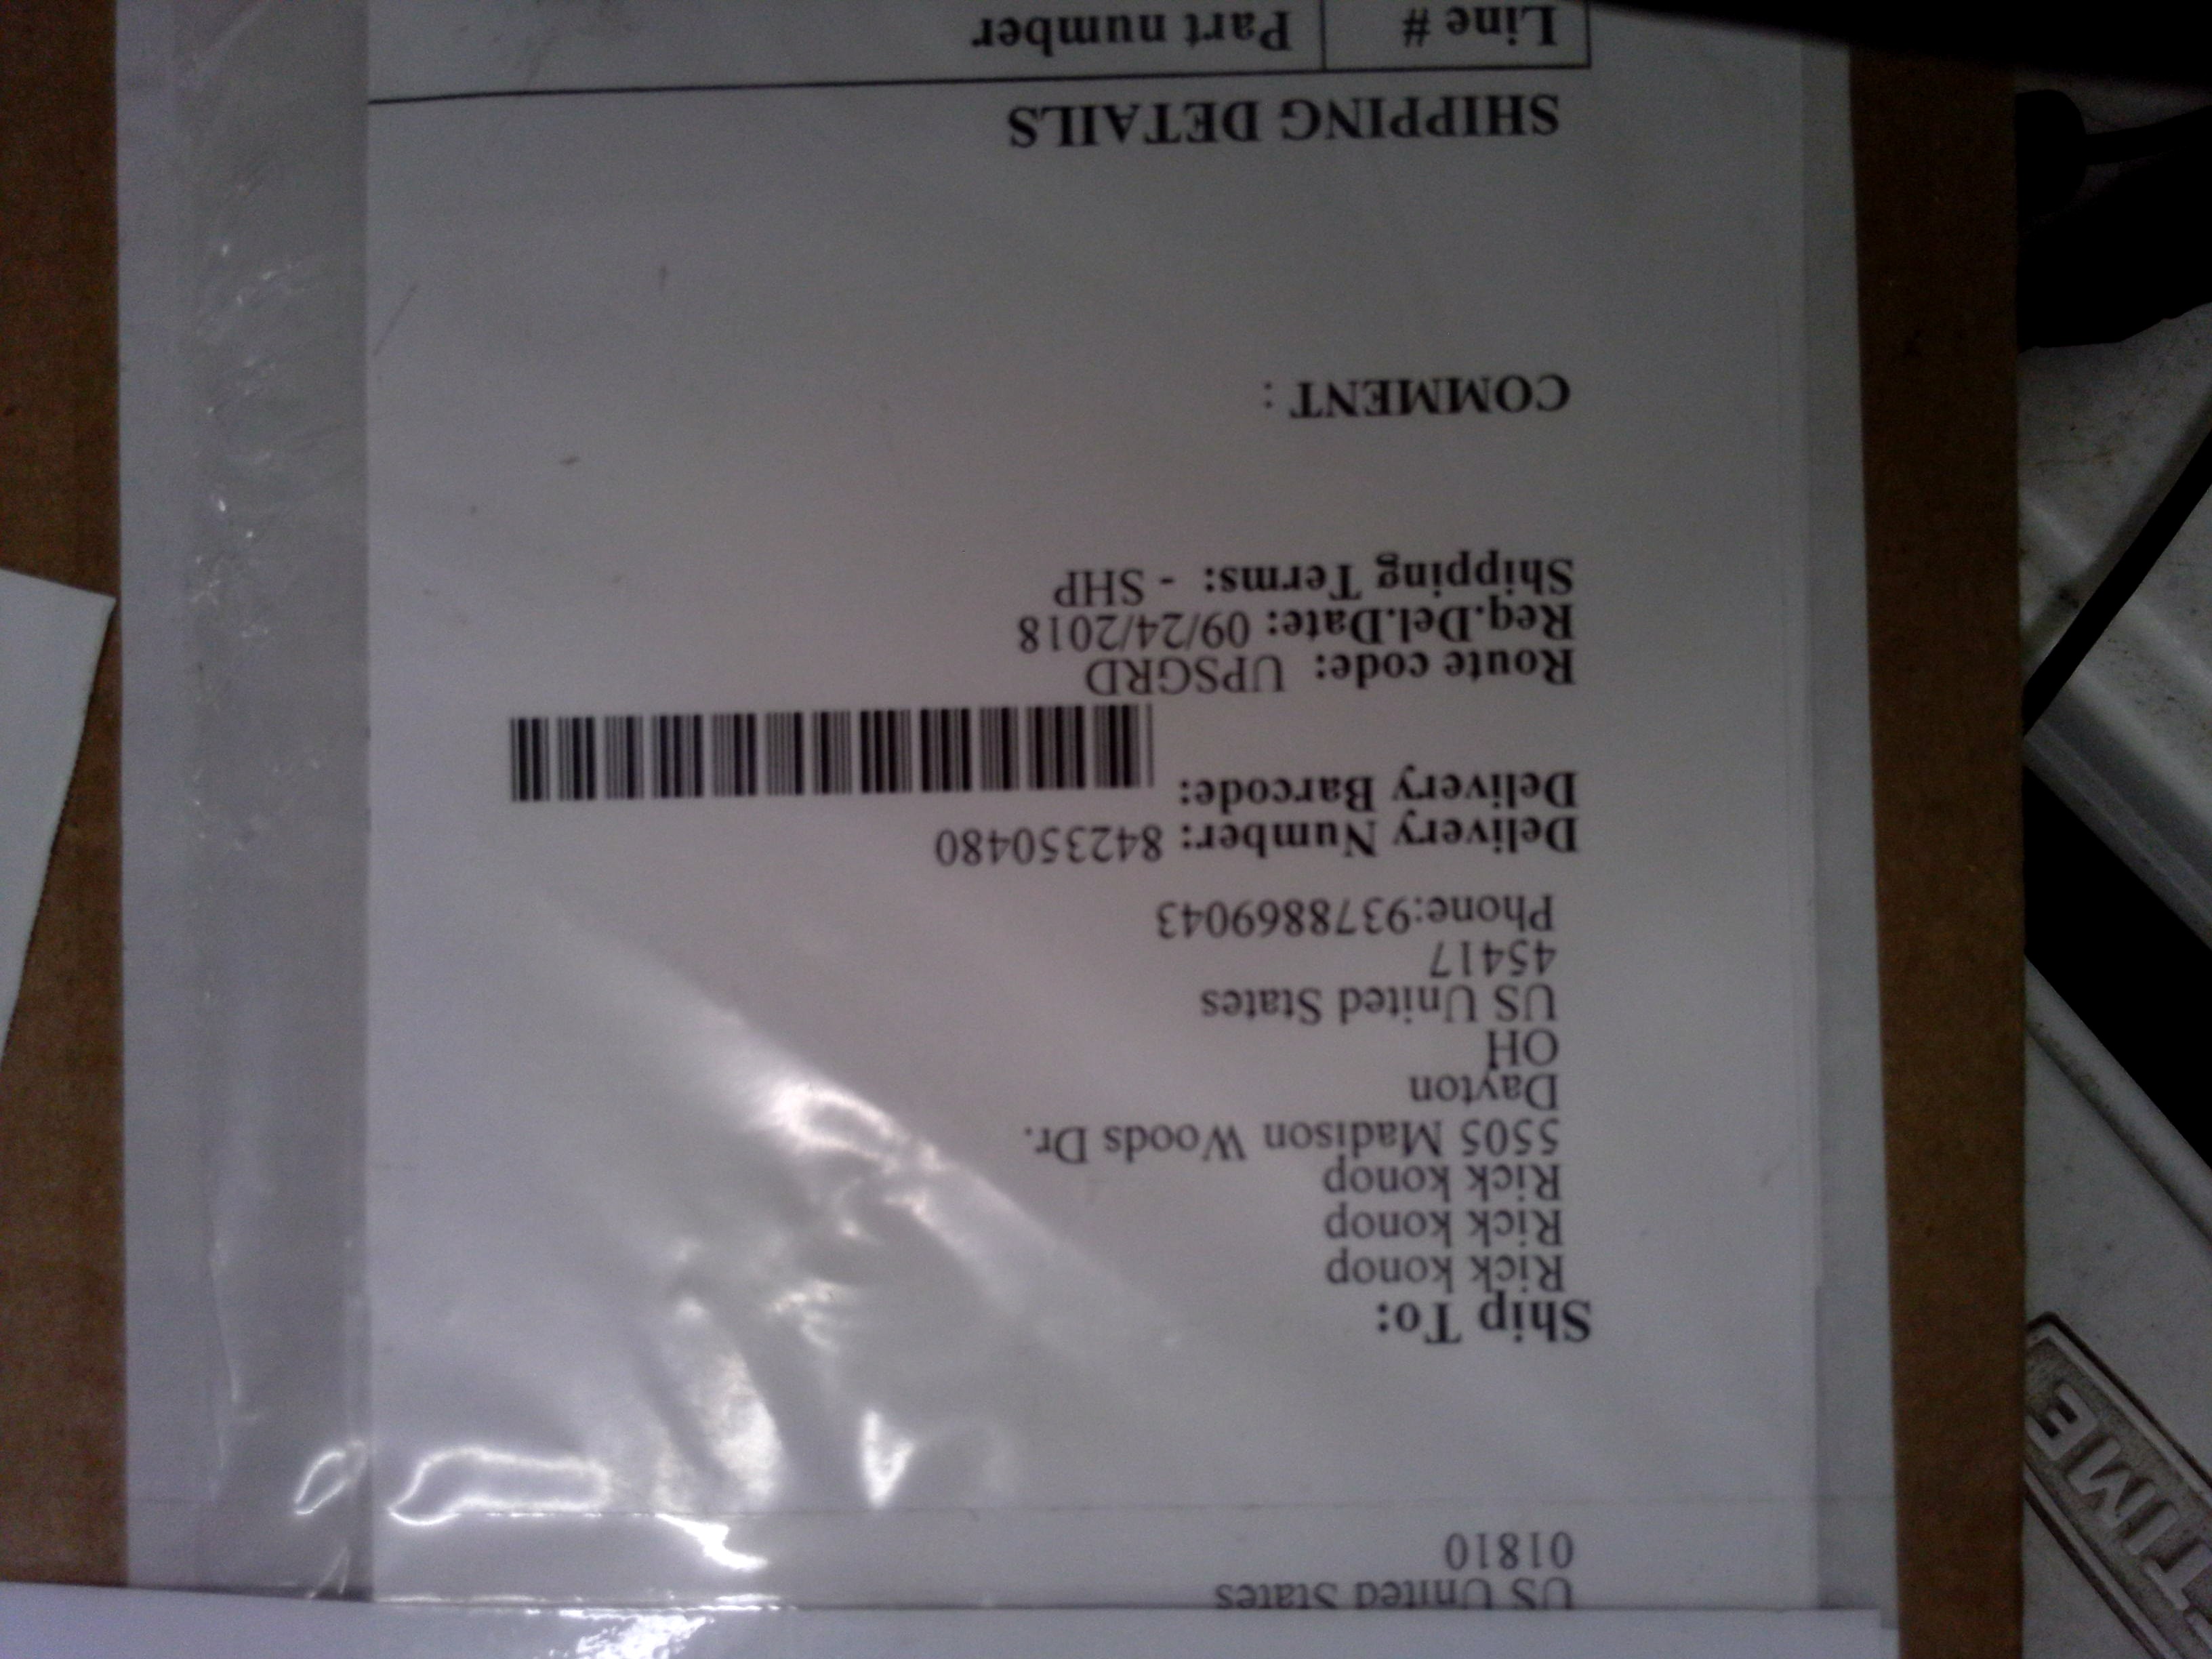 US United States
01810
Ship To:
Rick konop
Rick konop
Rick konop
5505 Madison Woods Dr.
Dayton
OH
US United States
45417
Phone:9378869043
Delivery Number: 842350480
Delivery Barcode:
Route code: UPSGRD
Req.Del.Date: 09/24/2018
Shipping Terms: - SHP
COMMENT :
SHIPPING DETAILS
Line # Part number
TIME